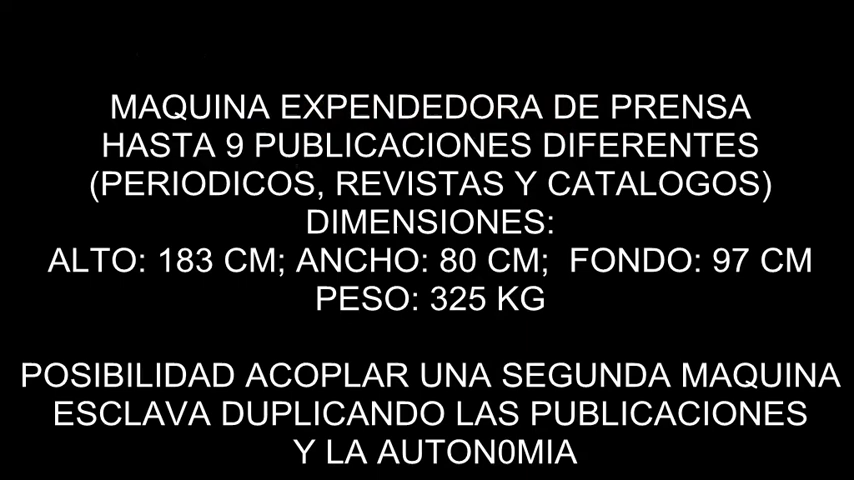 MAQUINA EXPENDEDORA DE PRENSA
HASTA 9 PUBLICACIONES DIFERENTES
(PERIODICOS, REVISTAS Y CATALOGOS)
DIMENSIONES:
ALTO: 183 CM; ANCHO: 80 CM;  FONDO: 97 CM
PESO: 325 KG
POSIBILIDAD ACOPLAR UNA SEGUNDA MAQUINA
ESCLAVA DUPLICANDO LAS PUBLICACIONES
Y LA AUTON0MIA